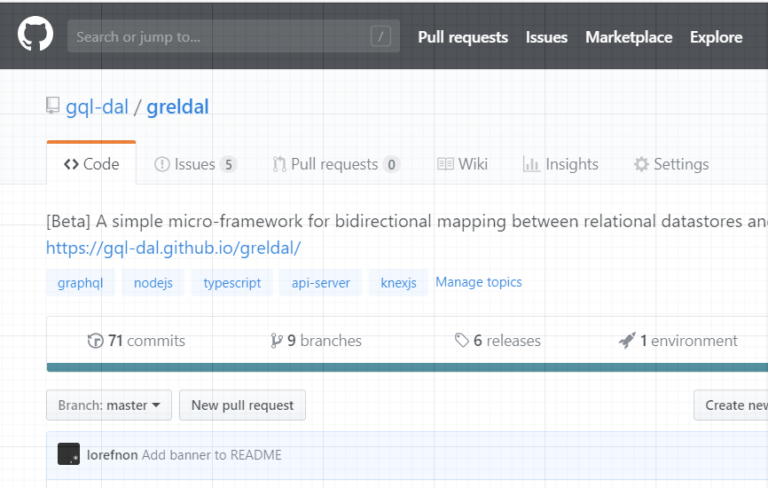 Search or jump to... /
Pull requests Issues Marketplace Explore
gql-dal / greldal
Code Issues 5 Pull requests 0 Wiki Insights Settings
[Beta] A simple micro-framework for bidirectional mapping between relational datastores
https://gql-dal.github.io/greldal/
graphql nodejs typescript api-server knexjs Manage topics
71 commits 9 branches 6 releases 1 environment
Branch: master New pull request Create
lorefnon Add banner to README